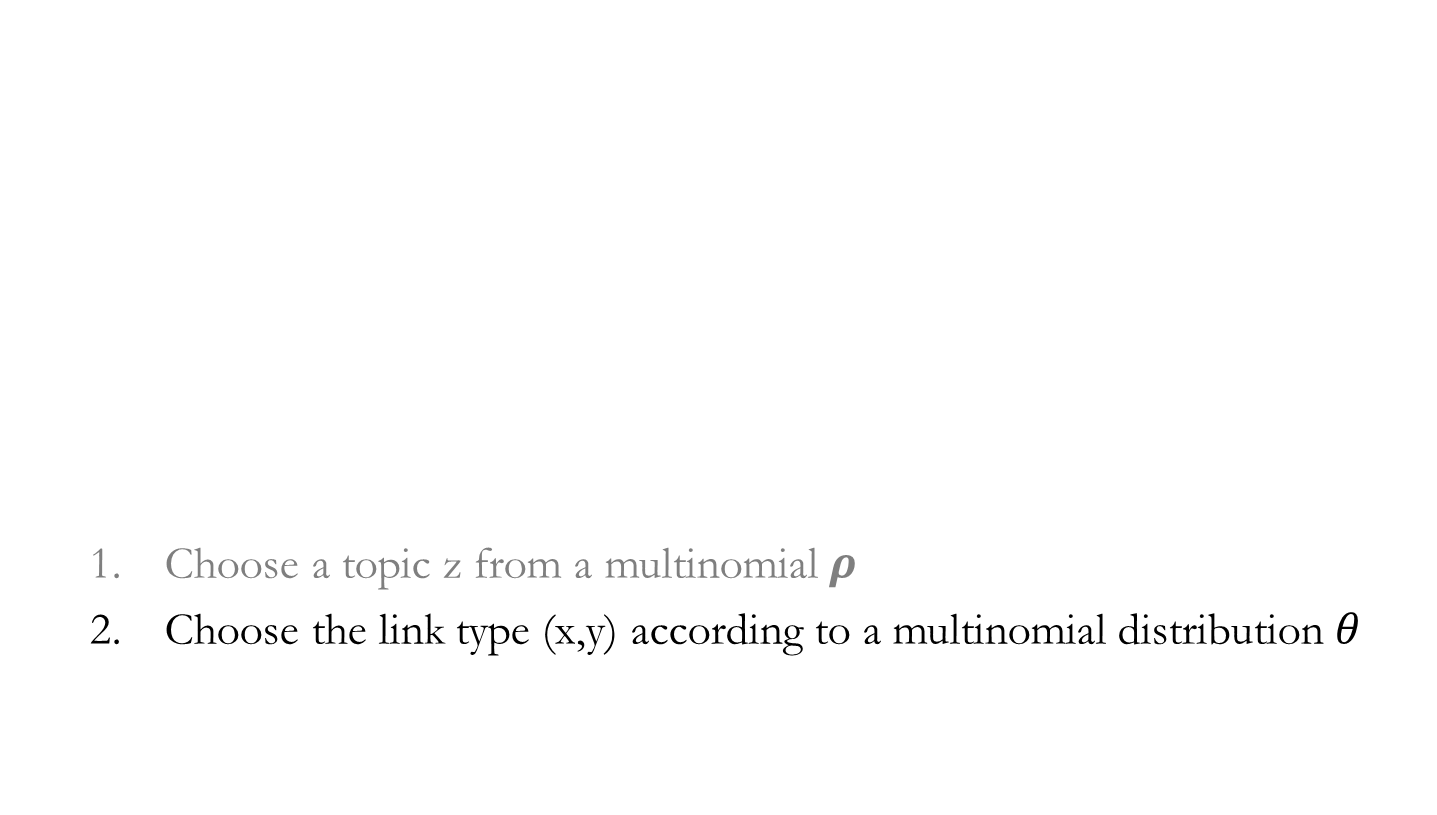 1. Choose a topic z from a multinomial ρ
2. Choose the link type (x,y) according to a multinomial distribution θ